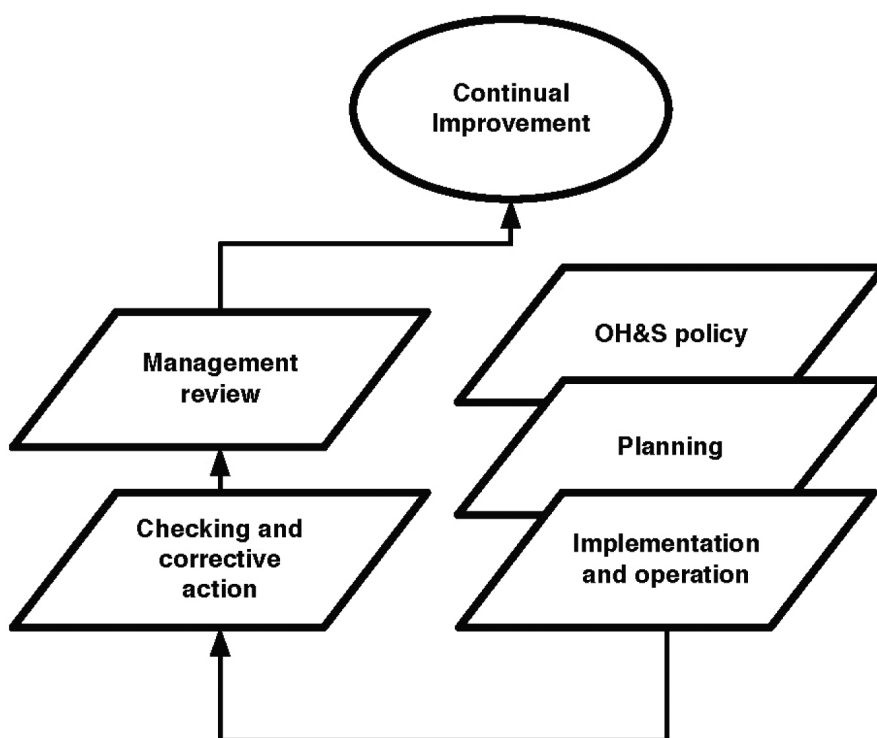 Continual
Improvement
OH&S policy
Management
review
Planning
Checking and
corrective
action
Implementation
and operation